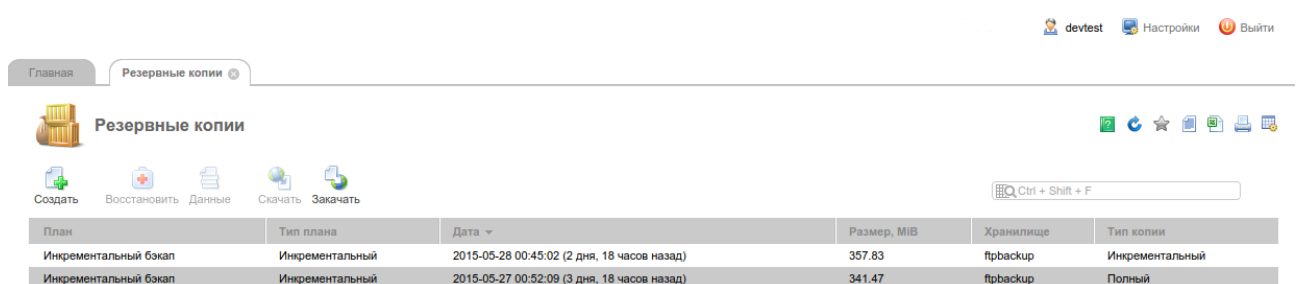 devtest Настройки Выйти
Главная Резервные копии
Резервные копии
Создать Восстановить Данные Скачать Закачать Ctrl + Shift + F
План Тип плана Дата Размер, MiB Хранилище Тип копии
Инкрементальный бэкап Инкрементальный 2015-05-28 00:45:02 (2 дня, 18 часов назад) 357.83 ftpbackup Инкрементальный
Инкрементальный бэкап Инкрементальный 2015-05-27 00:52:09 (3 дня, 18 часов назад) 341.47 ftpbackup Полный